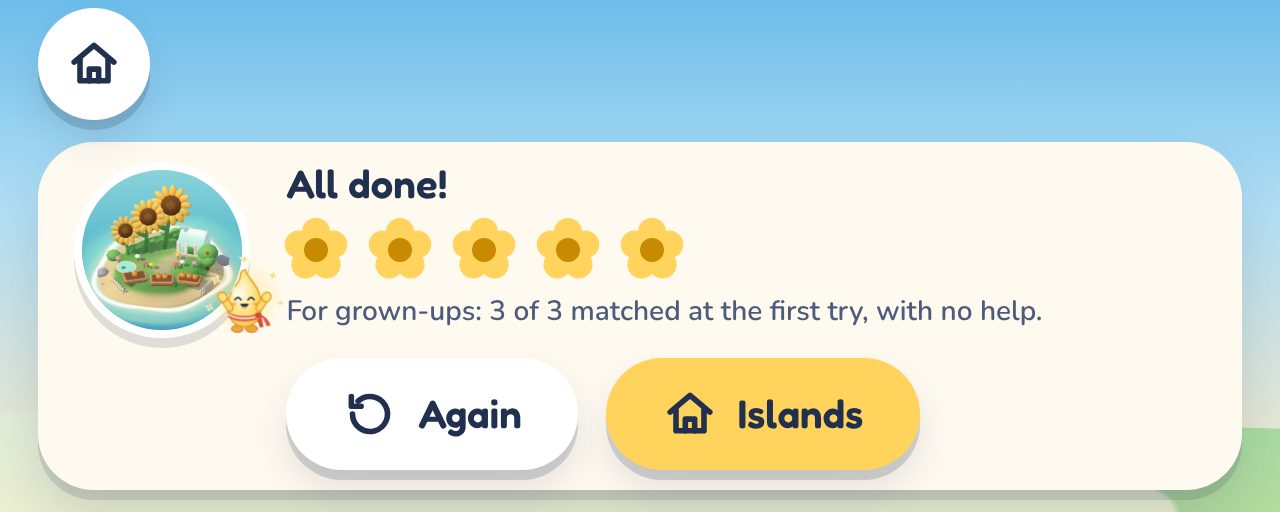 All done!
For grown-ups: 3 of 3 matched at the first try, with no help.
Again
Islands